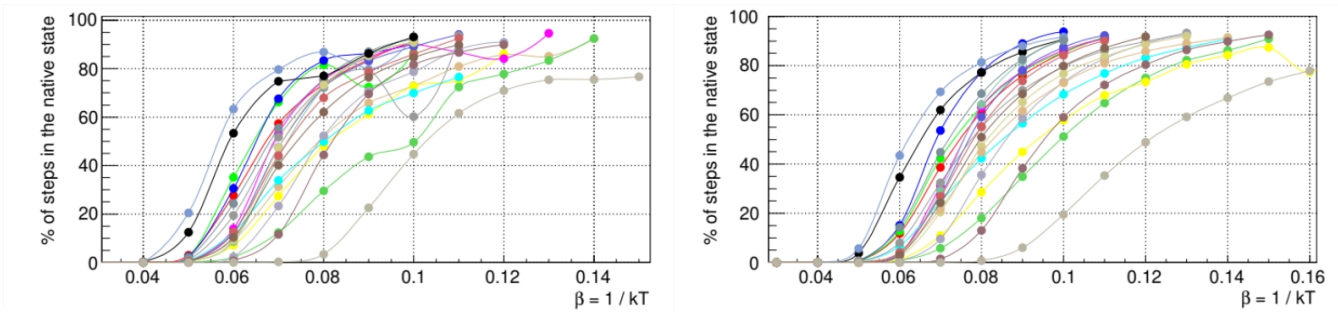 % of steps in the native state
100
80
60
40
20
0
0.04 0.06 0.08 0.1 0.12 0.14
β = 1 / kT
% of steps in the native state
100
80
60
40
20
0
0.04 0.06 0.08 0.1 0.12 0.14 0.16
β = 1 / kT